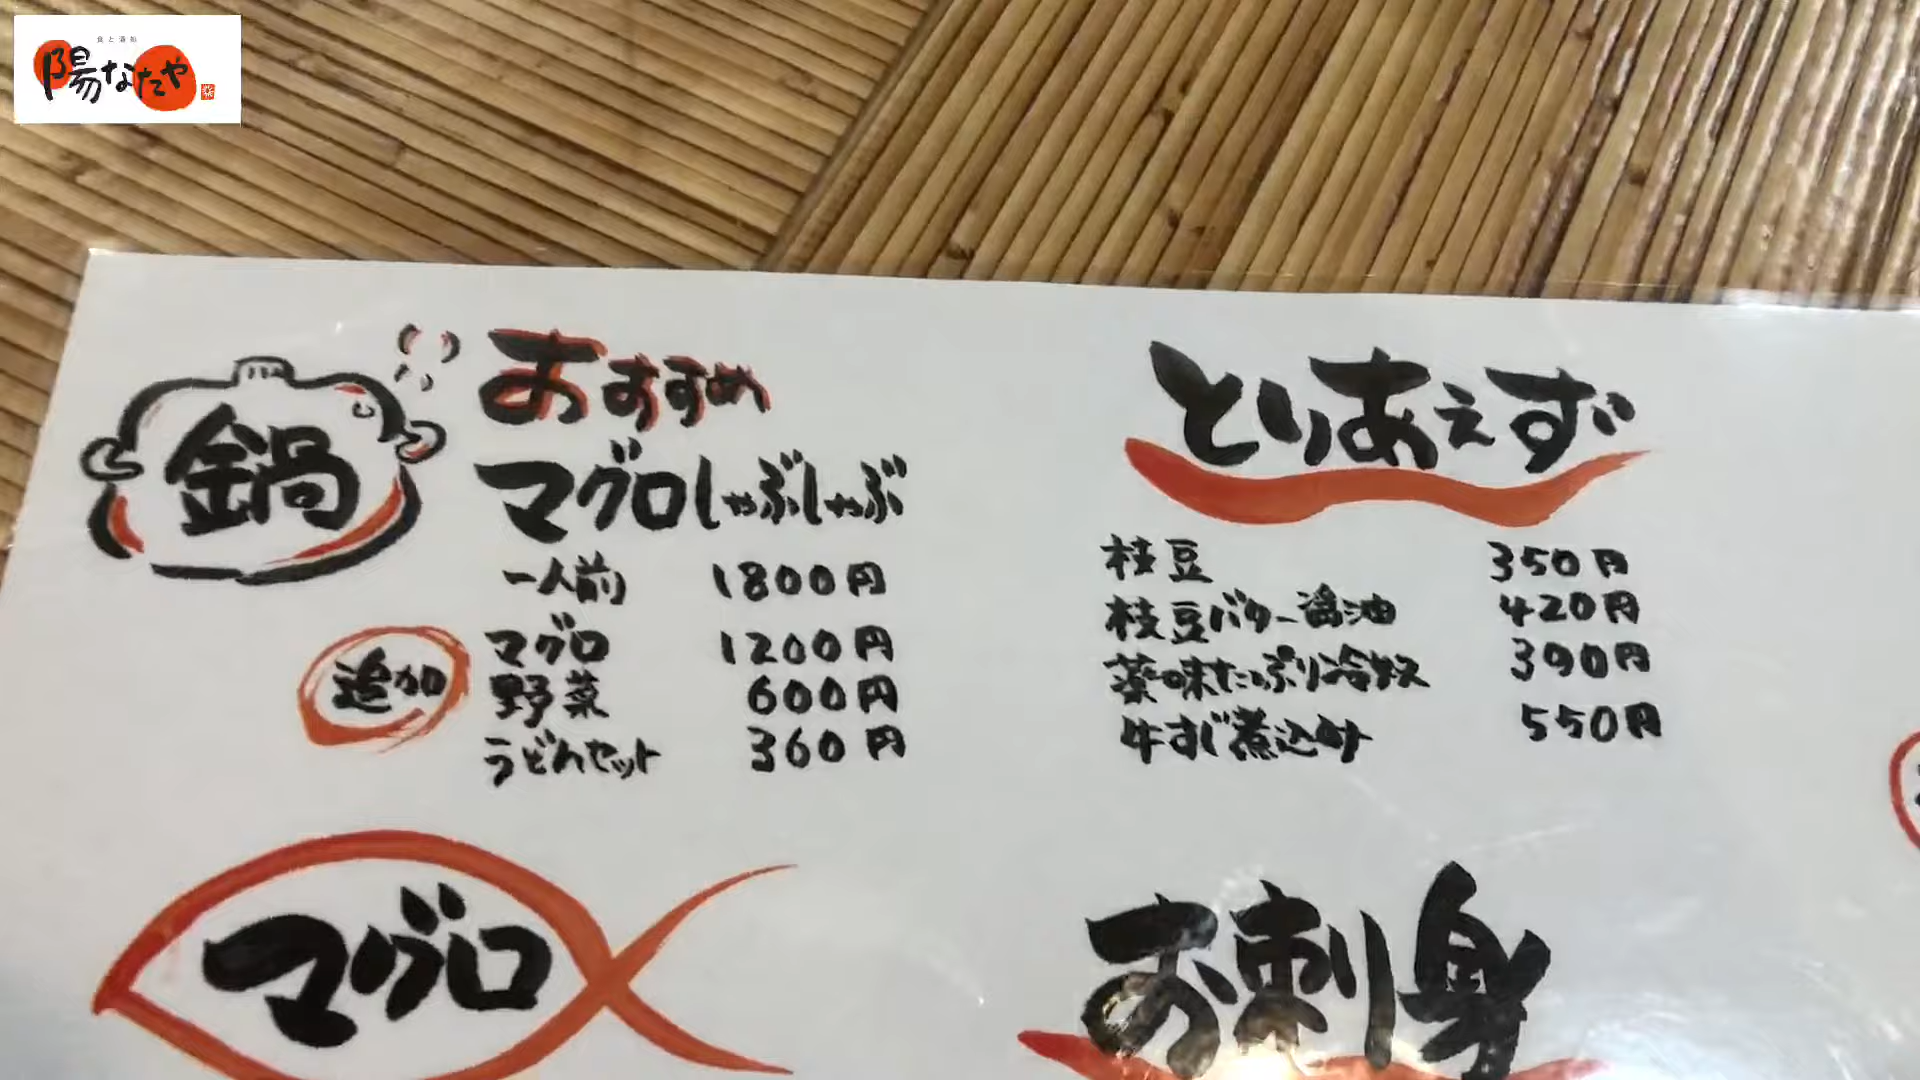 食と酒処
陽なたや
鍋
おすすめ
マグロしゃぶしゃぶ
一人前 1800円
追加
マグロ 1200円
野菜 600円
うどんセット 360円
マグロ
とりあえず
枝豆 350円
枝豆バター醤油 420円
薬味たっぷり冷奴 390円
牛すじ煮込み 550円
お刺身